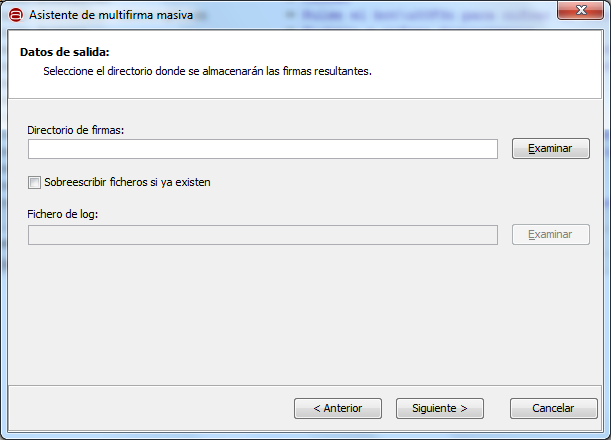 Asistente de multifirma masiva
Datos de salida:
Seleccione el directorio donde se almacenarán las firmas resultantes.
Directorio de firmas:
Examinar
Sobreescribir ficheros si ya existen
Fichero de log:
Examinar
< Anterior
Siguiente >
Cancelar